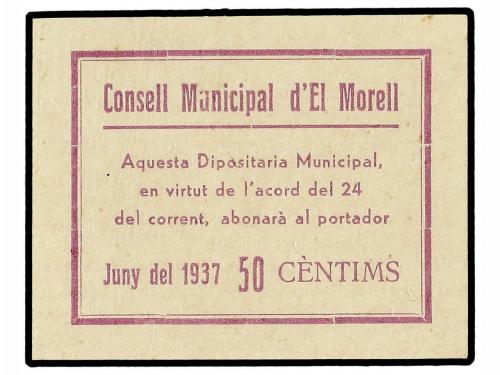 Consell Municipal d'El Morell
Aquesta Dipositaria Municipal,
en virtut de l'acord del 24
del corrent, abonarà al portador
Juny del 1937 50 CÈNTIMS